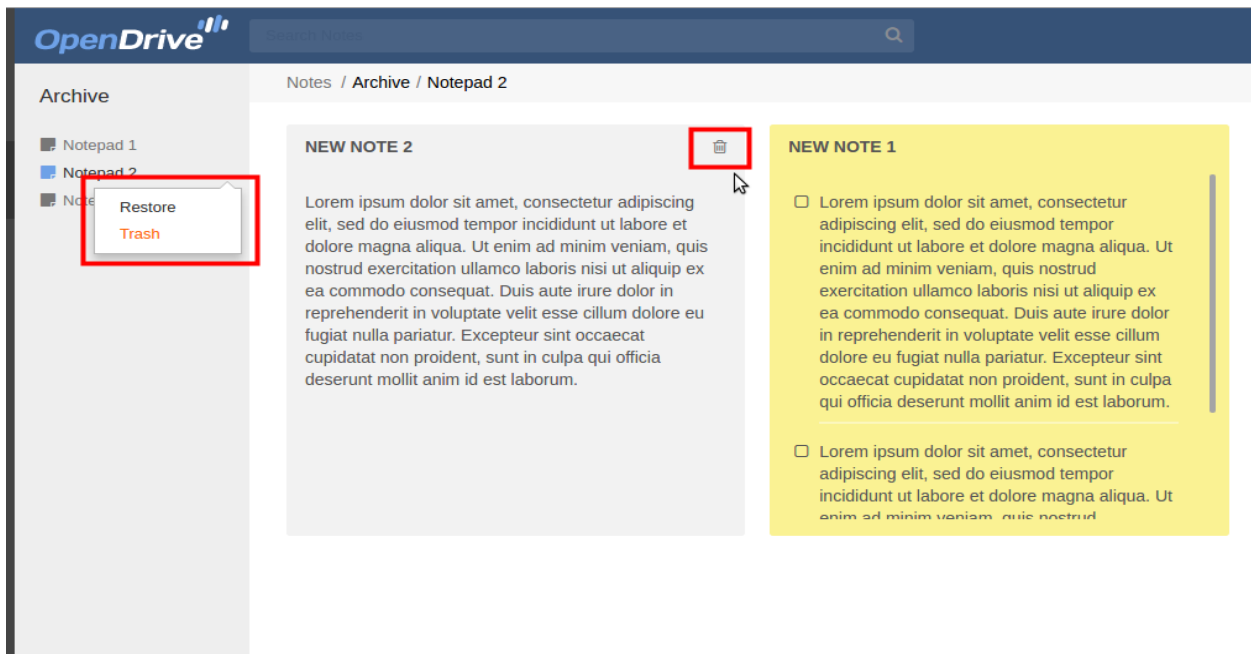 OpenDrive
Search Notes
Archive
Notepad 1
Notepad 2
Restore
Trash
Notes / Archive / Notepad 2
NEW NOTE 2
Lorem ipsum dolor sit amet, consectetur adipiscing
elit, sed do eiusmod tempor incididunt ut labore et
dolore magna aliqua. Ut enim ad minim veniam, quis
nostrud exercitation ullamco laboris nisi ut aliquip ex
ea commodo consequat. Duis aute irure dolor in
reprehenderit in voluptate velit esse cillum dolore eu
fugiat nulla pariatur. Excepteur sint occaecat
cupidatat non proident, sunt in culpa qui officia
deserunt mollit anim id est laborum.
NEW NOTE 1
Lorem ipsum dolor sit amet, consectetur
adipiscing elit, sed do eiusmod tempor
incididunt ut labore et dolore magna aliqua. Ut
enim ad minim veniam, quis nostrud
exercitation ullamco laboris nisi ut aliquip ex
ea commodo consequat. Duis aute irure dolor
in reprehenderit in voluptate velit esse cillum
dolore eu fugiat nulla pariatur. Excepteur sint
occaecat cupidatat non proident, sunt in culpa
qui officia deserunt mollit anim id est laborum.
Lorem ipsum dolor sit amet, consectetur
adipiscing elit, sed do eiusmod tempor
incididunt ut labore et dolore magna aliqua. Ut
enim ad minim veniam, quis nostrud